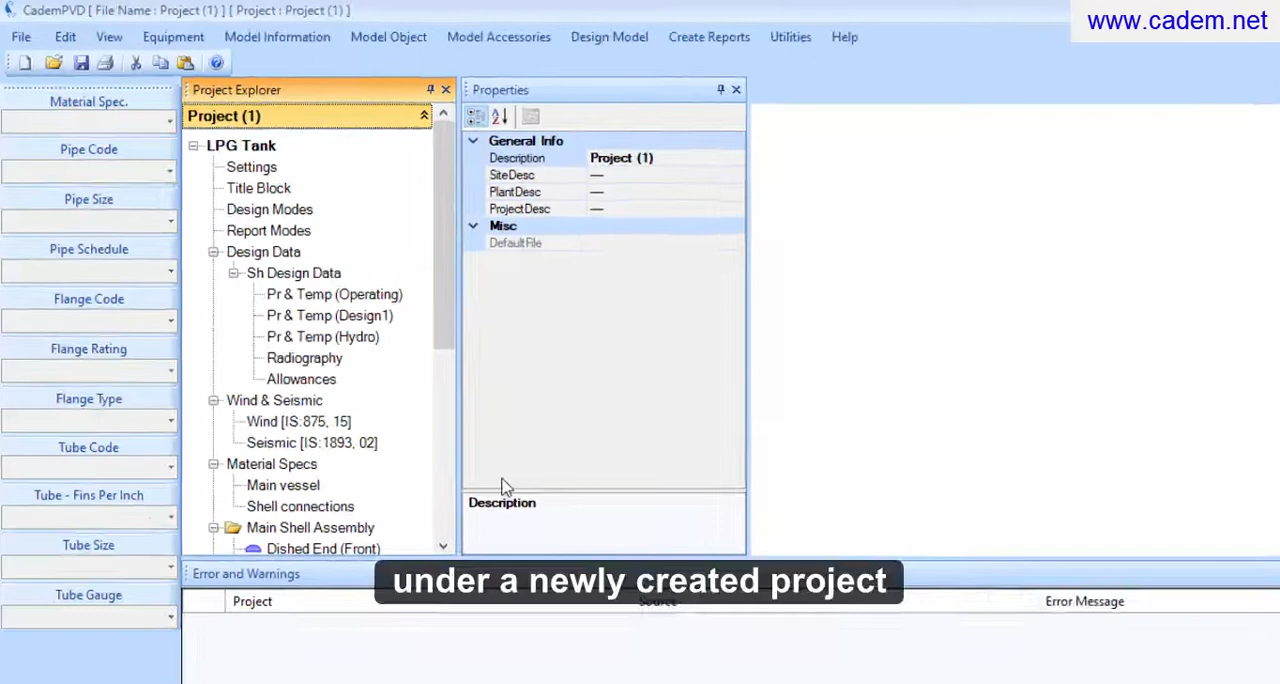 CademPVD [ File Name : Project (1) ] [ Project : Project (1) ]
www.cadem.net
File Edit View Equipment Model Information Model Object Model Accessories Design Model Create Reports Utilities Help
Material Spec.
Pipe Code
Pipe Size
Pipe Schedule
Flange Code
Flange Rating
Flange Type
Tube Code
Tube - Fins Per Inch
Tube Size
Tube Gauge
Project Explorer
Project (1)
LPG Tank
Settings
Title Block
Design Modes
Report Modes
Design Data
Sh Design Data
Pr & Temp (Operating)
Pr & Temp (Design1)
Pr & Temp (Hydro)
Radiography
Allowances
Wind & Seismic
Wind [IS:875, 15]
Seismic [IS:1893, 02]
Material Specs
Main vessel
Shell connections
Main Shell Assembly
Dished End (Front)
Properties
General Info
Description Project (1)
SiteDesc —
PlantDesc —
ProjectDesc —
Misc
DefaultFile
Description
Error and Warnings
under a newly created project
Project Source Error Message